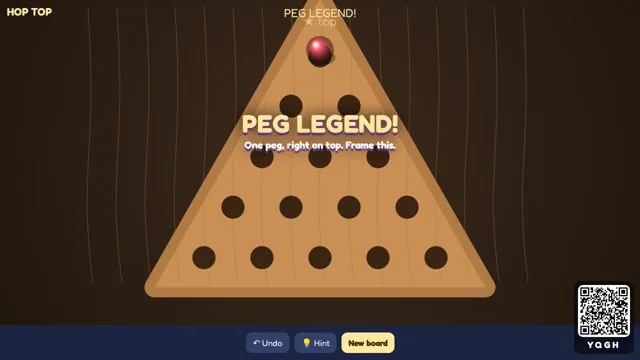 HOP TOP
PEG LEGEND!
★ top
PEG LEGEND!
One peg, right on top. Frame this.
↶ Undo
💡 Hint
New board
YQGH